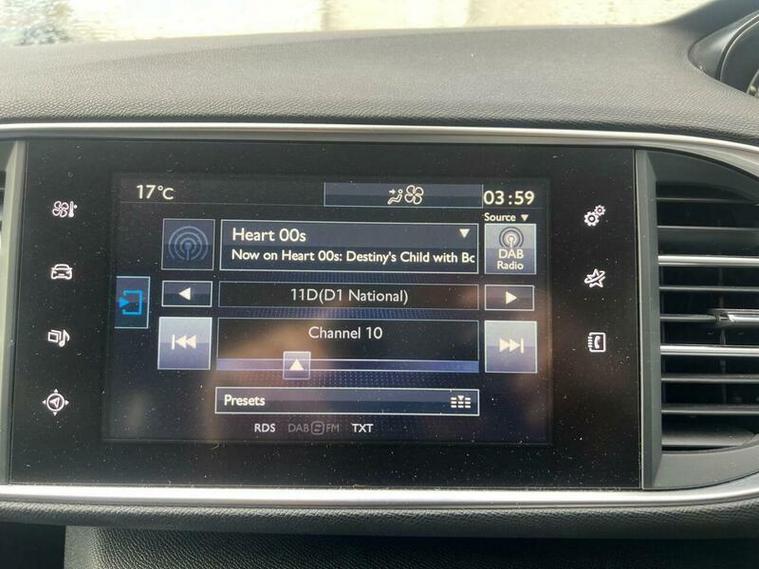 17°C
03:59
Source ▼
Heart 00s
Now on Heart 00s: Destiny's Child with Bc
DAB
Radio
11D(D1 National)
Channel 10
Presets
RDS DAB FM TXT